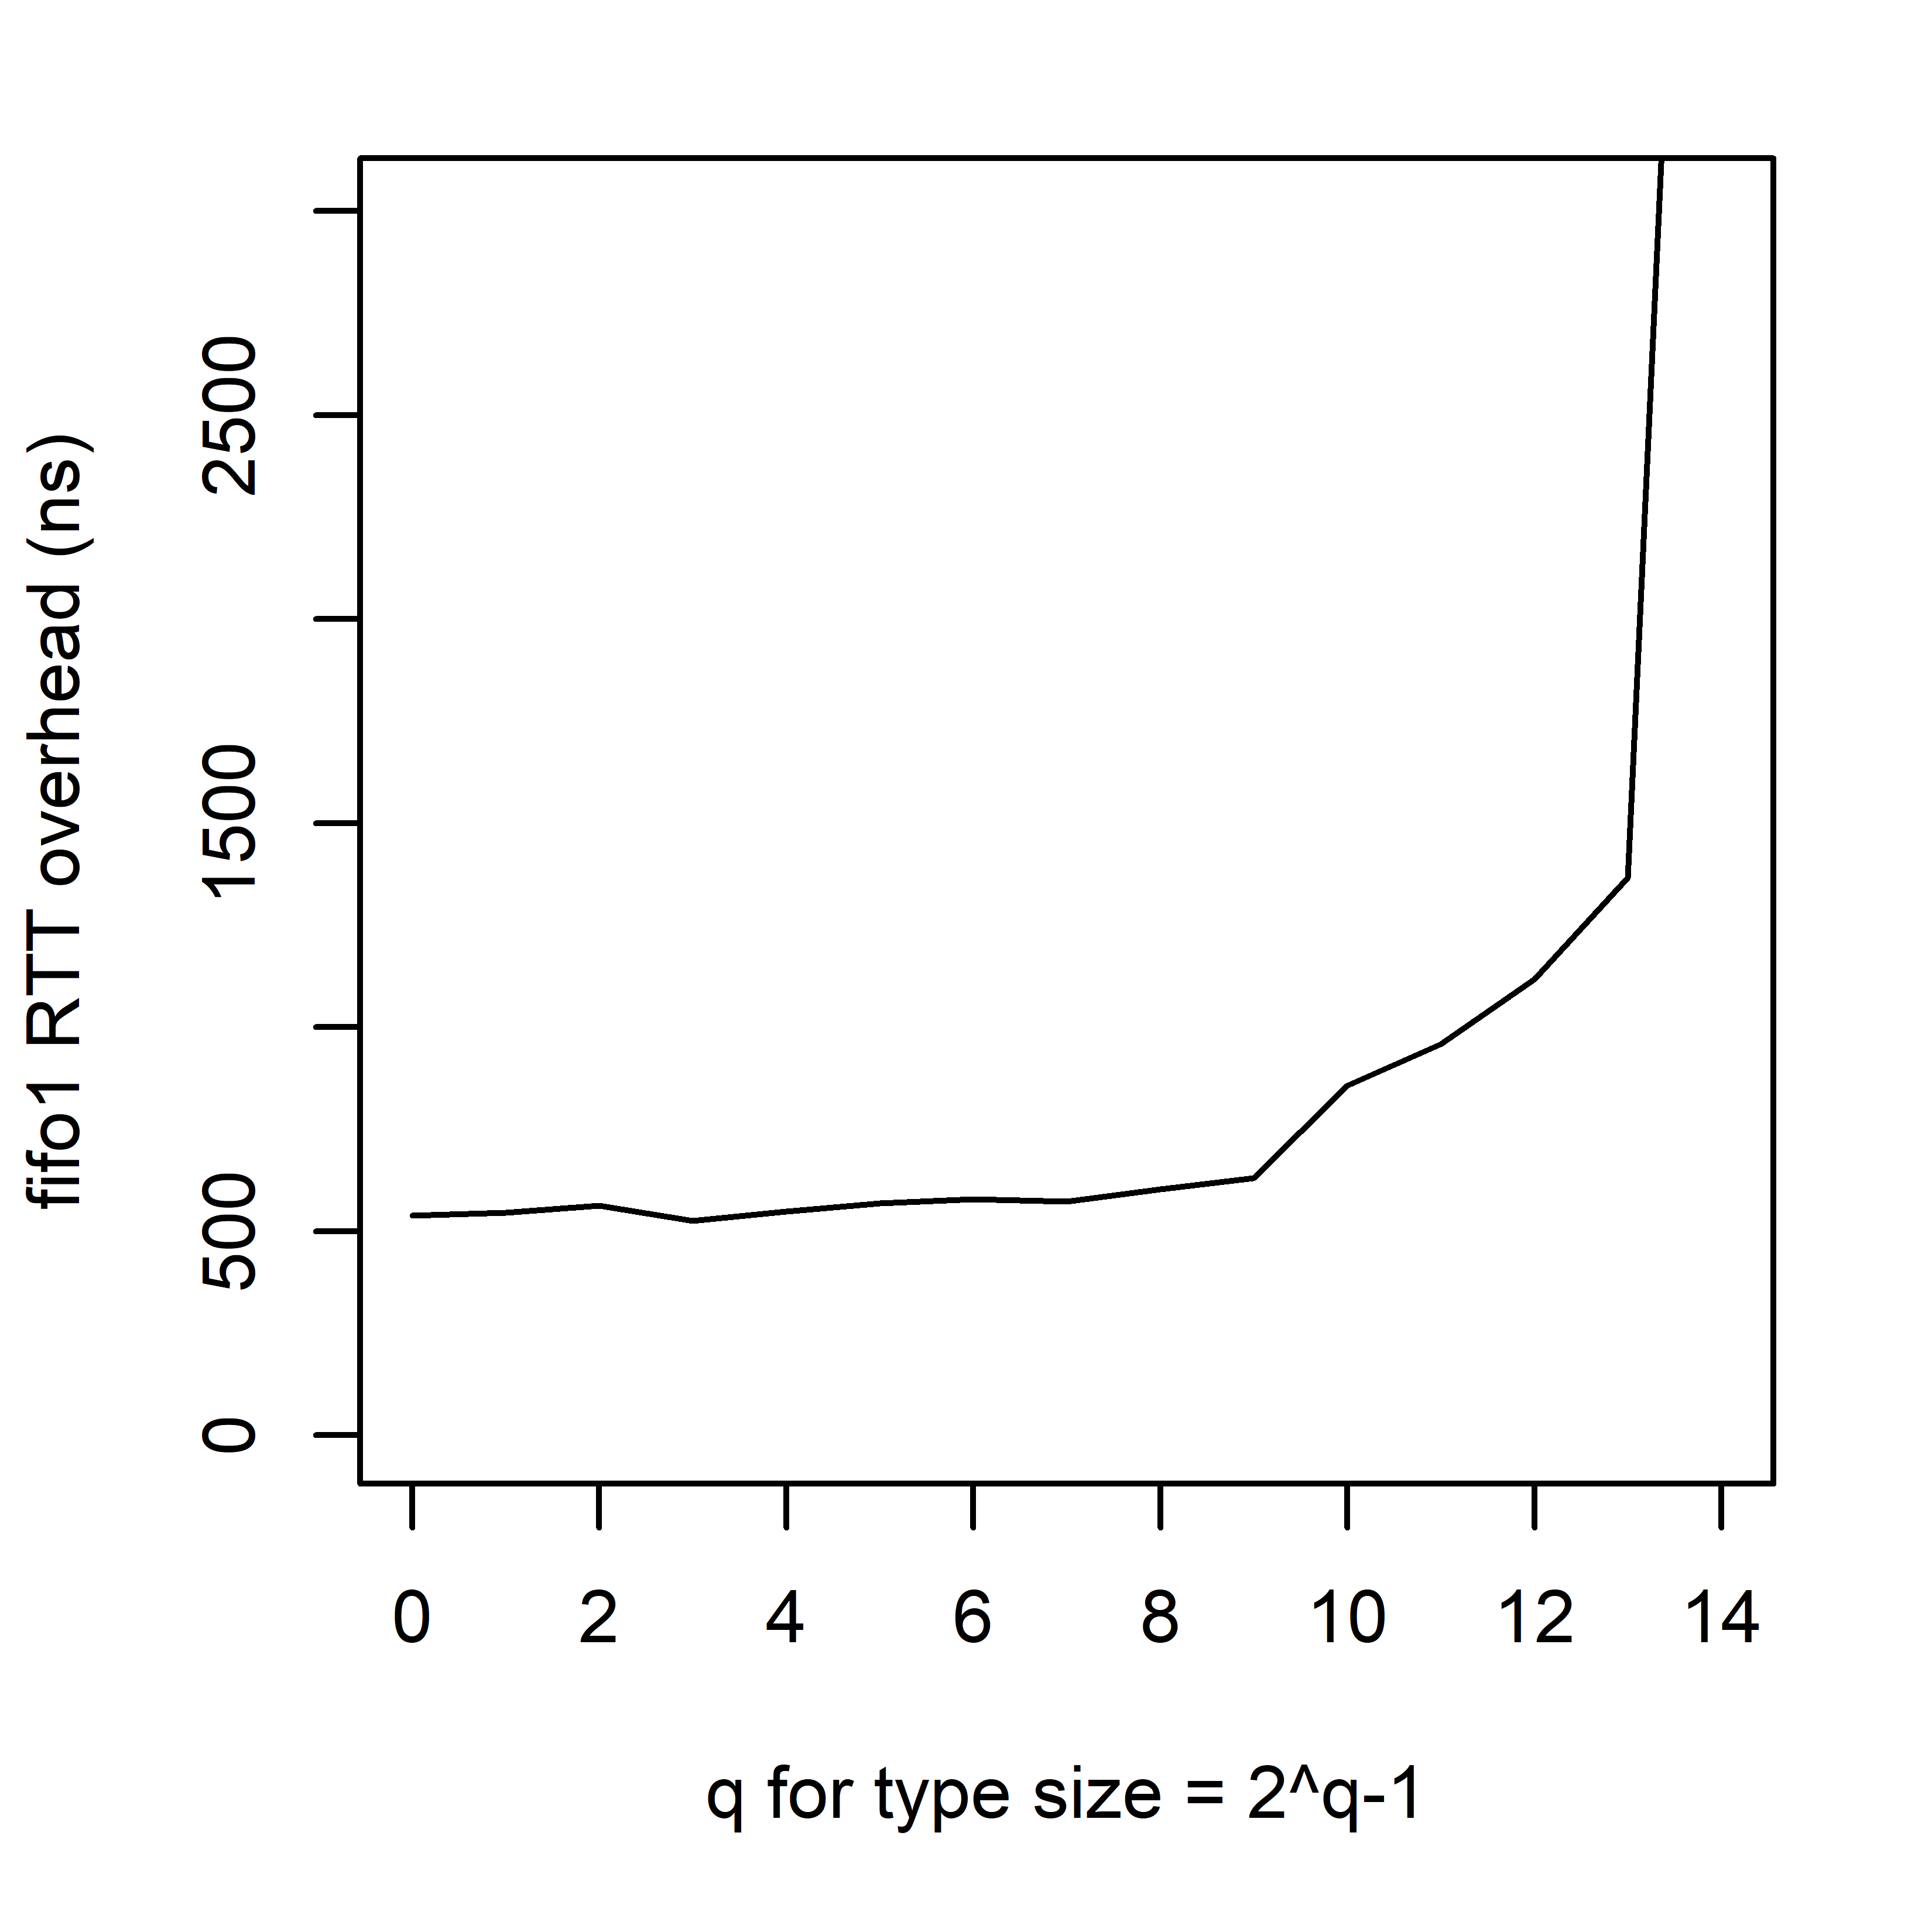 fifo1 RTT overhead (ns)
2500
1500
500
0
0 2 4 6 8 10 12 14
q for type size = 2^q-1